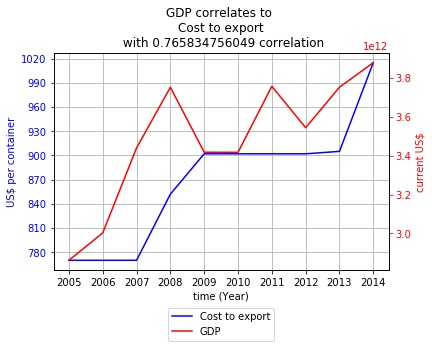 GDP correlates to
Cost to export
with 0.765834756049 correlation
1e12
1020
990
960
930
900
870
840
810
780
US$ per container
3.8
3.6
3.4
3.2
3.0
current US$
2005 2006 2007 2008 2009 2010 2011 2012 2013 2014
time (Year)
Cost to export
GDP